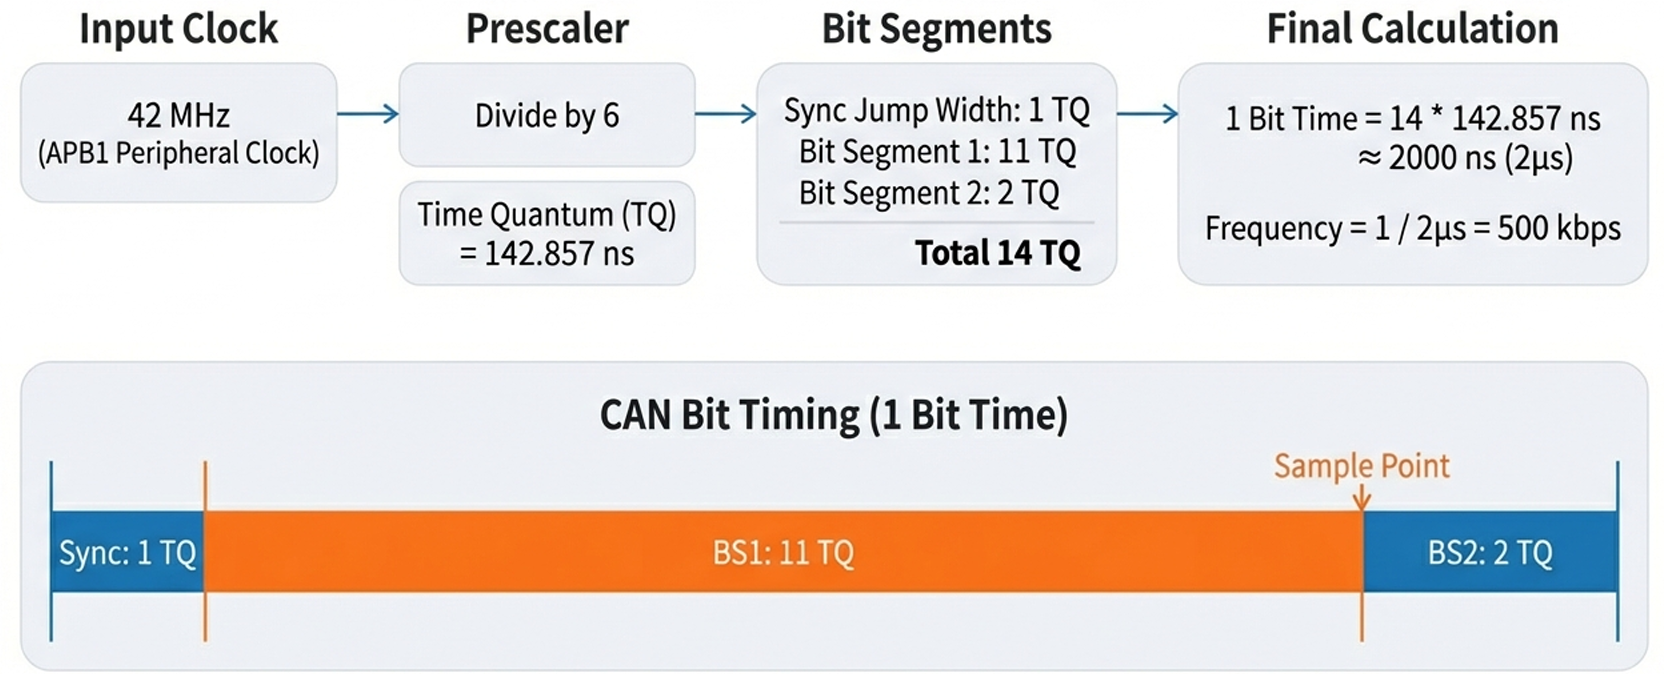 Input Clock
42 MHz
(APB1 Peripheral Clock)
Prescaler
Divide by 6
Time Quantum (TQ)
= 142.857 ns
Bit Segments
Sync Jump Width: 1 TQ
Bit Segment 1: 11 TQ
Bit Segment 2: 2 TQ
Total 14 TQ
Final Calculation
1 Bit Time = 14 * 142.857 ns
≈ 2000 ns (2µs)
Frequency = 1 / 2µs = 500 kbps
CAN Bit Timing (1 Bit Time)
Sample Point
Sync: 1 TQ
BS1: 11 TQ
BS2: 2 TQ